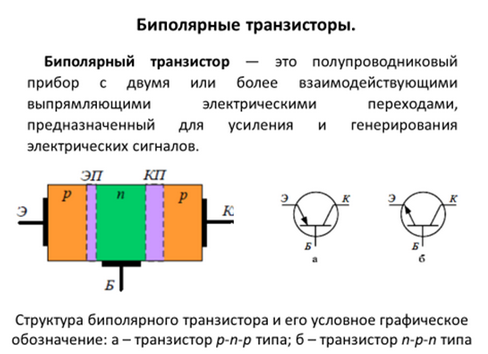 Биполярные транзисторы.
Биполярный транзистор — это полупроводниковый
прибор с двумя или более взаимодействующими
выпрямляющими электрическими переходами,
предназначенный для усиления и генерирования
электрических сигналов.
ЭП КП
p n p
Э К
Б
Э К Э К
Б Б
а б
Структура биполярного транзистора и его условное графическое
обозначение: а – транзистор p-n-p типа; б – транзистор n-p-n типа